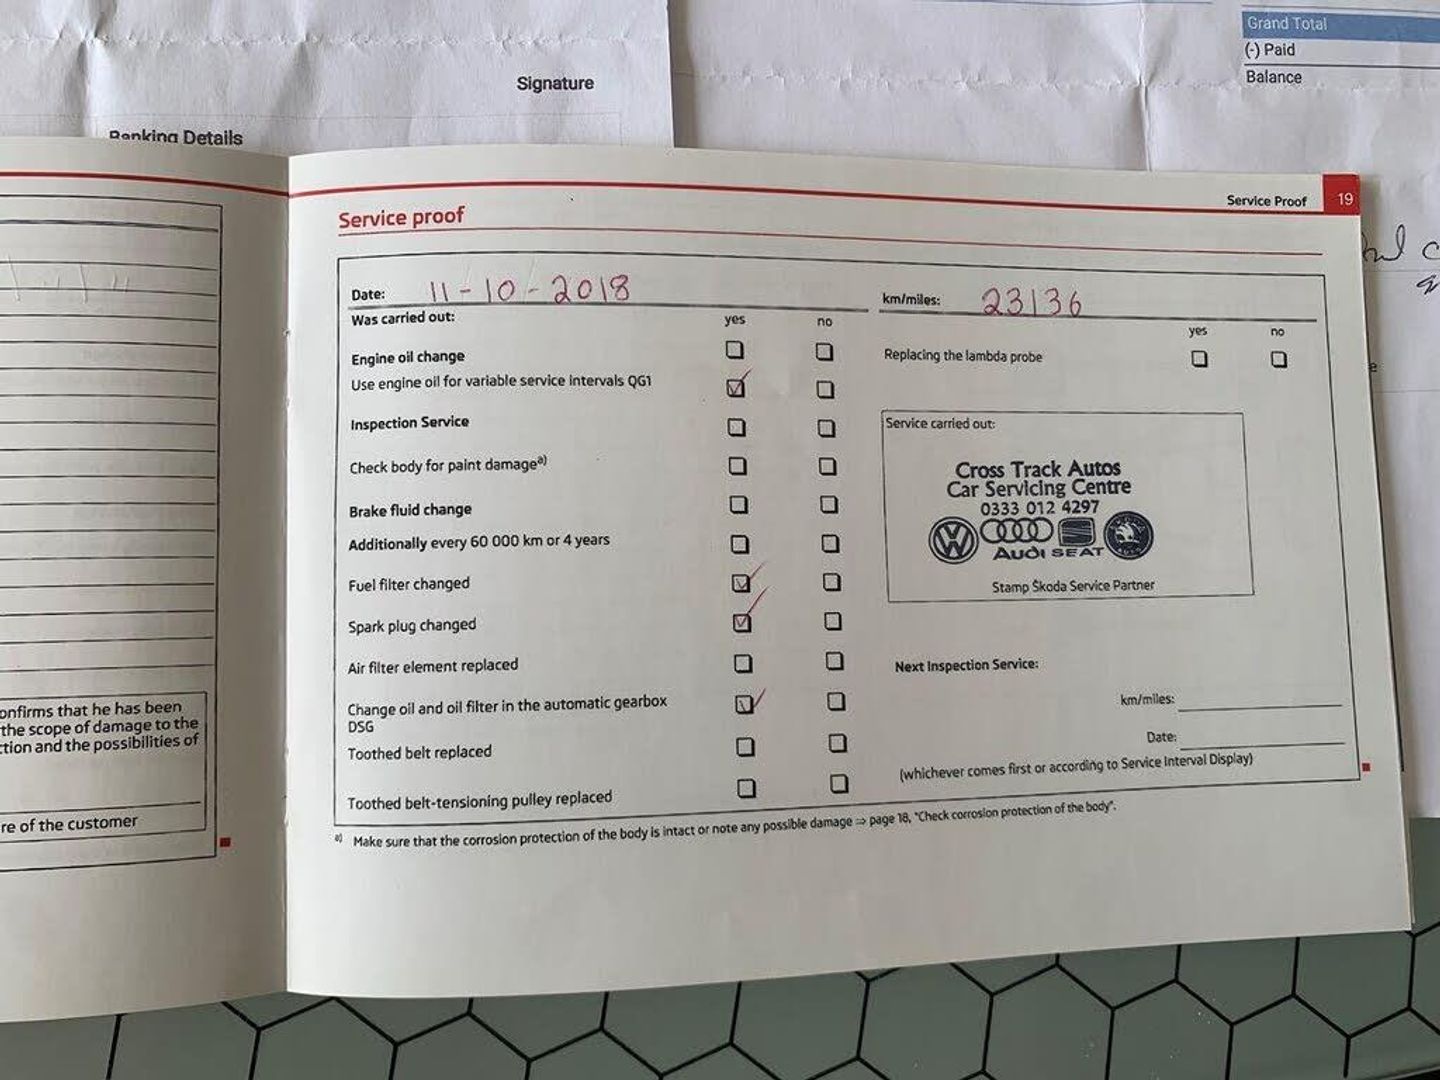 Grand Total
(-) Paid
Balance
Signature
Banking Details
Service Proof 19
Service proof
Date: 11-10-2018
km/miles: 23136
Was carried out: yes no
yes no
Engine oil change
Replacing the lambda probe
Use engine oil for variable service intervals QG1
Inspection Service
Service carried out:
Check body for paint damage a)
Cross Track Autos
Car Servicing Centre
0333 012 4297
AUDI SEAT
Stamp Škoda Service Partner
Brake fluid change
Additionally every 60 000 km or 4 years
Fuel filter changed
Spark plug changed
Air filter element replaced
Next Inspection Service:
Change oil and oil filter in the automatic gearbox
DSG
km/miles:
Toothed belt replaced
Date:
Toothed belt-tensioning pulley replaced
(whichever comes first or according to Service Interval Display)
a) Make sure that the corrosion protection of the body is intact or note any possible damage ⇒ page 18, "Check corrosion protection of the body".
onfirms that he has been
the scope of damage to the
ction and the possibilities of
re of the customer